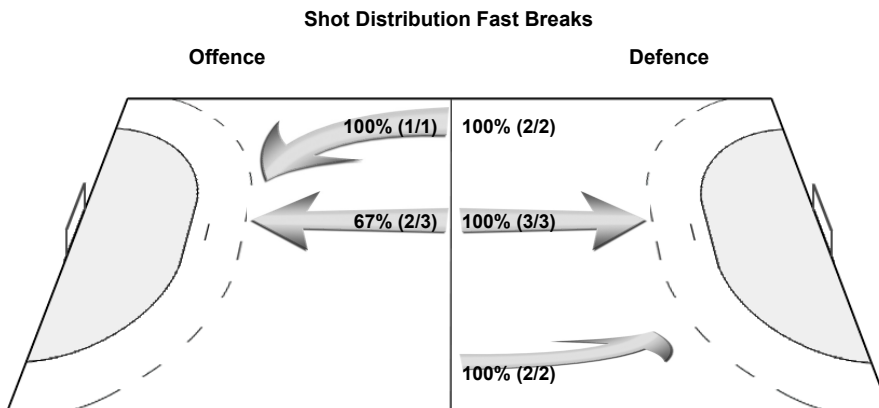 Shot Distribution Fast Breaks
Offence Defence
100% (1/1) 100% (2/2)
67% (2/3) 100% (3/3)
100% (2/2)